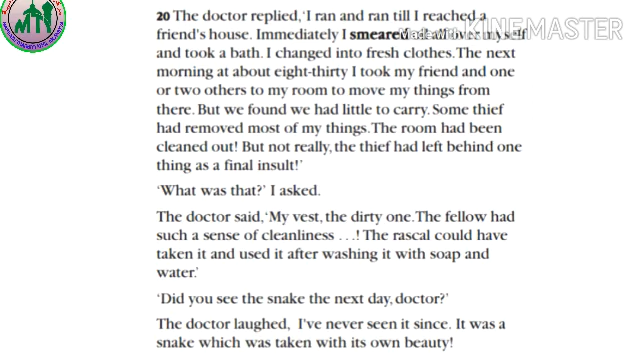 20 The doctor replied, 'I ran and ran till I reached a
friend's house. Immediately I smeared oil all over myself
and took a bath. I changed into fresh clothes. The next
morning at about eight-thirty I took my friend and one
or two others to my room to move my things from
there. But we found we had little to carry. Some thief
had removed most of my things. The room had been
cleaned out! But not really, the thief had left behind one
thing as a final insult!'
'What was that?' I asked.
The doctor said, 'My vest, the dirty one. The fellow had
such a sense of cleanliness . . .! The rascal could have
taken it and used it after washing it with soap and
water.'
'Did you see the snake the next day, doctor?'
The doctor laughed, I've never seen it since. It was a
snake which was taken with its own beauty!
Made with KINEMASTER